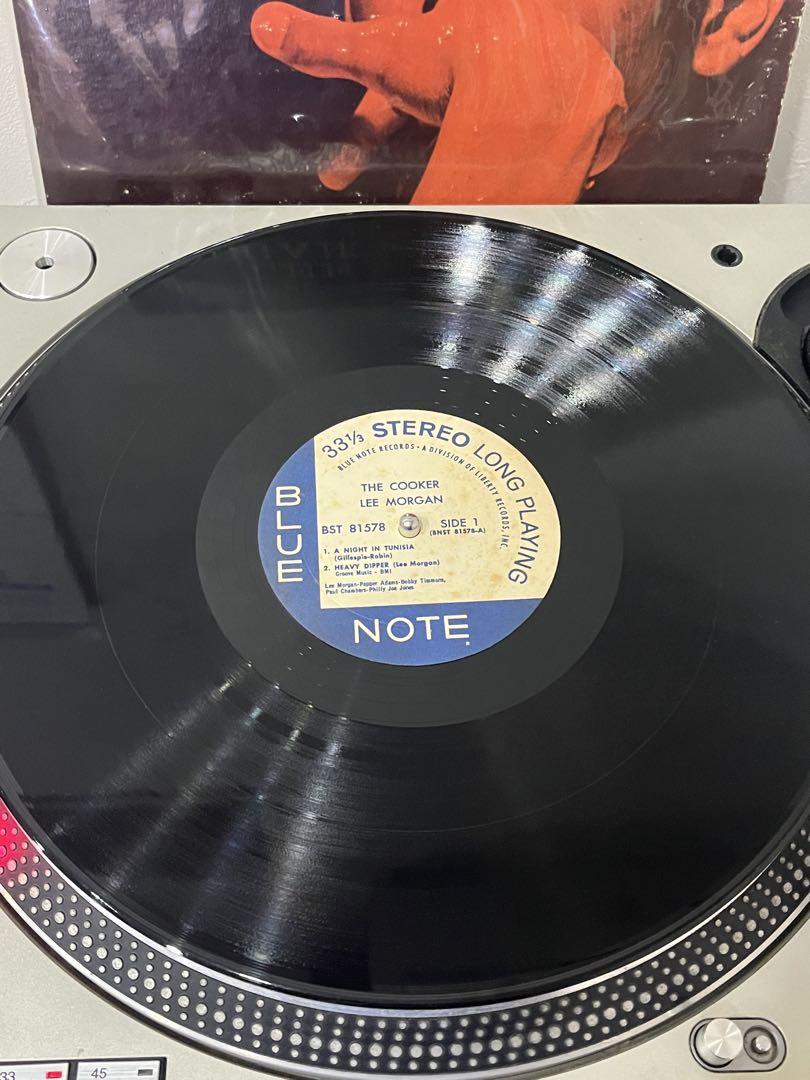 33⅓ STEREO LONG PLAYING
BLUE NOTE RECORDS • A DIVISION OF LIBERTY RECORDS, INC.
THE COOKER
LEE MORGAN
BST 81578
SIDE 1
(BNST 81578-A)
1. A NIGHT IN TUNISIA
(Gillespie-Robin)
2. HEAVY DIPPER (Lee Morgan)
Groove Music - BMI
Lee Morgan-Pepper Adams-Bobby Timmons,
Paul Chambers-Philly Joe Jones
BLUE
NOTE
33
45